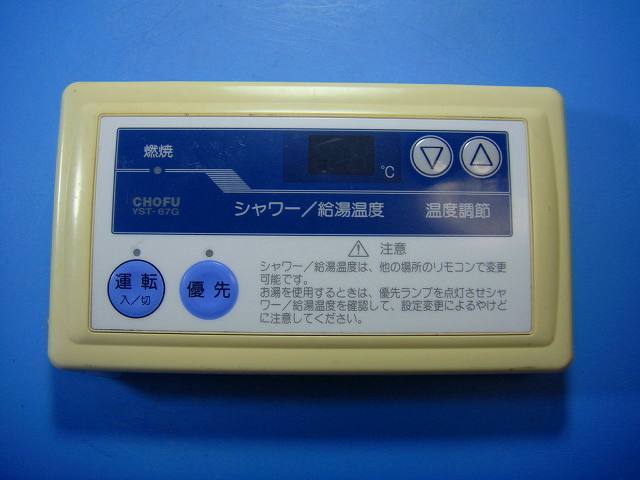 燃焼
℃
CHOFU
YST-67G
シャワー/給湯温度 温度調節
⚠ 注意
運転
入/切
優先
シャワー/給湯温度は、他の場所のリモコンで変更
可能です。
お湯を使用するときは、優先ランプを点灯させシャ
ワー/給湯温度を確認して、設定変更によるやけど
に注意してください。